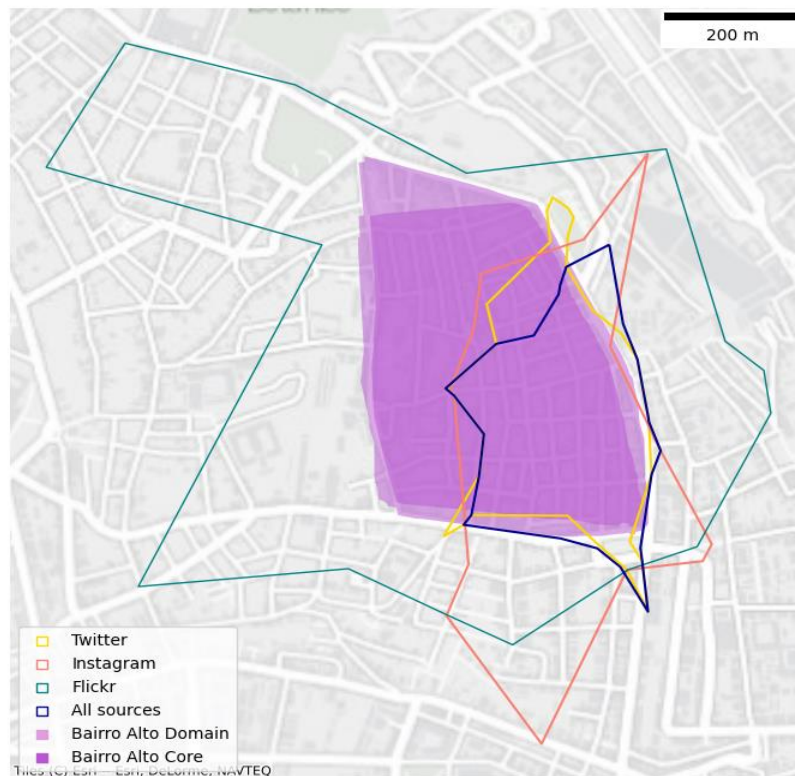 200 m
Twitter
Instagram
Flickr
All sources
Bairro Alto Domain
Bairro Alto Core
Tiles (C) Esri -- Esri, DeLorme, NAVTEQ